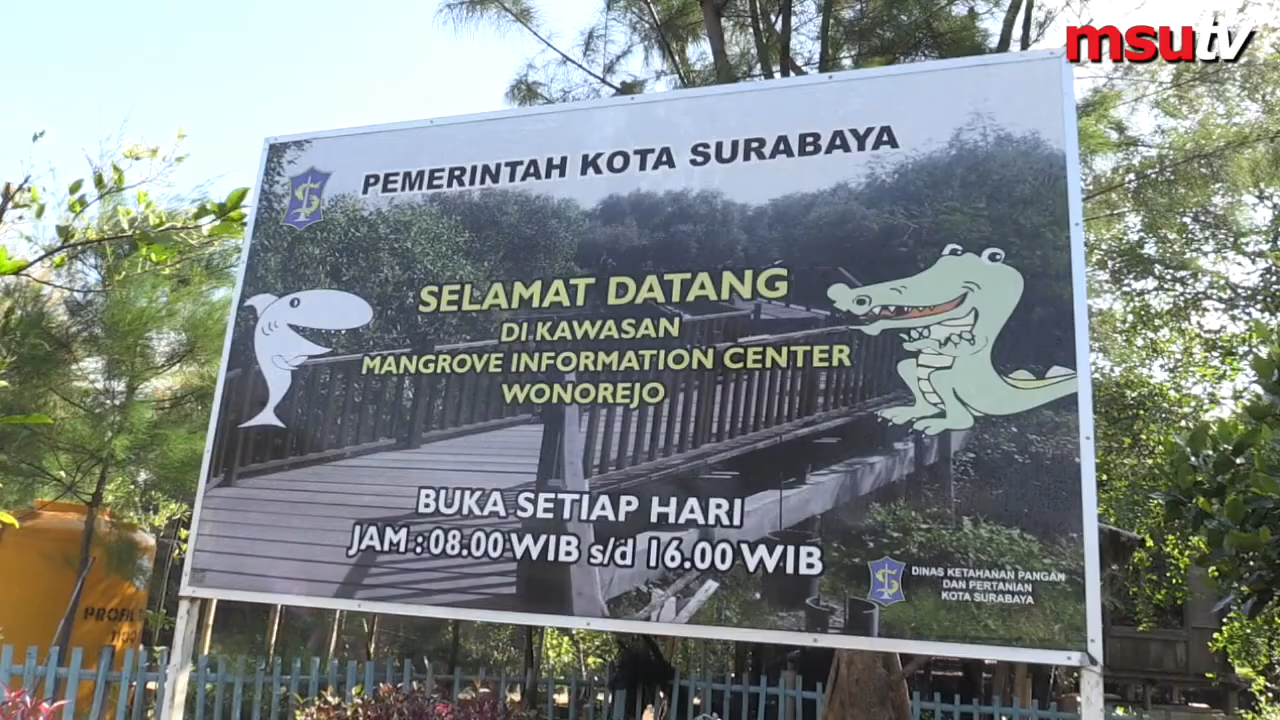 msutv
PEMERINTAH KOTA SURABAYA
SELAMAT DATANG
DI KAWASAN
MANGROVE INFORMATION CENTER
WONOREJO
BUKA SETIAP HARI
JAM : 08.00 WIB s/d 16.00 WIB
DINAS KETAHANAN PANGAN
DAN PERTANIAN
KOTA SURABAYA
PROFIL